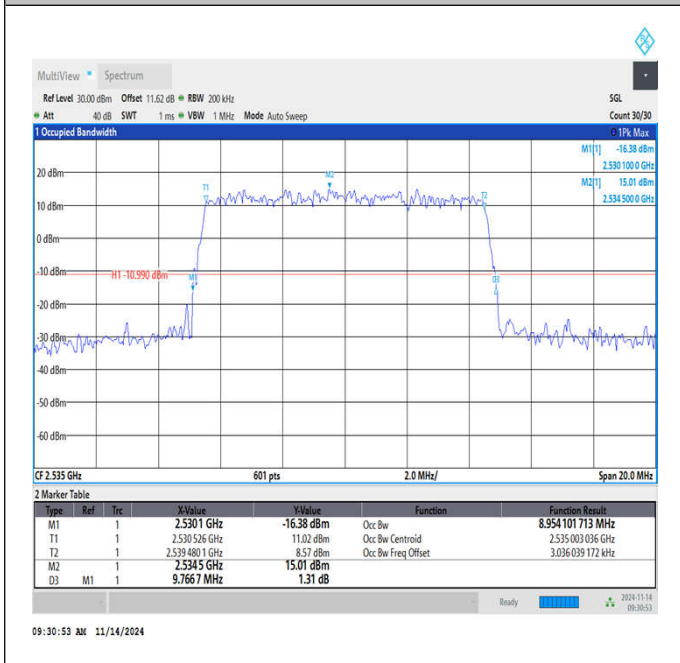 MultiView Spectrum
Ref Level 30.00 dBm Offset 11.62 dB RBW 200 kHz SGL
Att 40 dB SWT 1 ms VBW 1 MHz Mode Auto Sweep Count 30/30
1 Occupied Bandwidth 1Pk Max
M1[1] -16.38 dBm
2.530 100 0 GHz
M2[1] 15.01 dBm
2.534 500 0 GHz
20 dBm
T1
M2
T2
10 dBm
0 dBm
-10 dBm
H1 -10.990 dBm
M1
D3
-20 dBm
-30 dBm
-40 dBm
-50 dBm
-60 dBm
CF 2.535 GHz 601 pts 2.0 MHz/ Span 20.0 MHz
2 Marker Table
Type Ref Trc X-Value Y-Value Function Function Result
M1 1 2.530 1 GHz -16.38 dBm Occ Bw 8.954 101 713 MHz
T1 1 2.530 526 GHz 11.02 dBm Occ Bw Centroid 2.535 003 036 GHz
T2 1 2.539 480 1 GHz 8.57 dBm Occ Bw Freq Offset 3.036 039 172 kHz
M2 1 2.534 5 GHz 15.01 dBm
D3 M1 1 9.766 7 MHz 1.31 dB
Ready 2024-11-14
09:30:53
09:30:53 AM 11/14/2024